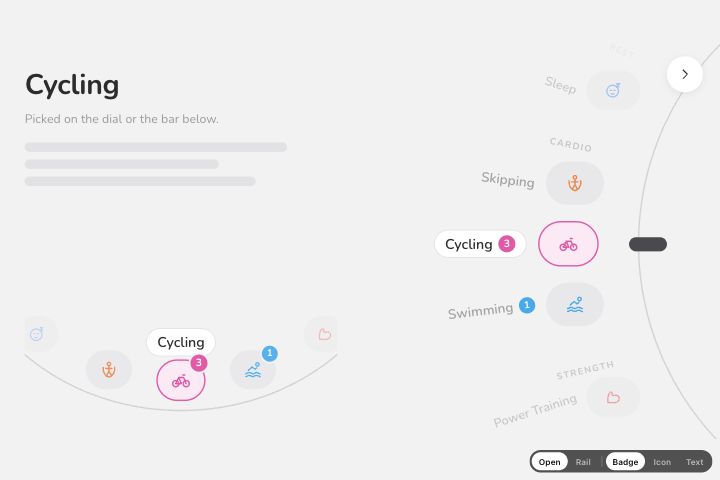 Cycling
Picked on the dial or the bar below.
Cycling
3
1
REST
Sleep
CARDIO
Skipping
Cycling 3
Swimming 1
STRENGTH
Power Training
Open Rail Badge Icon Text